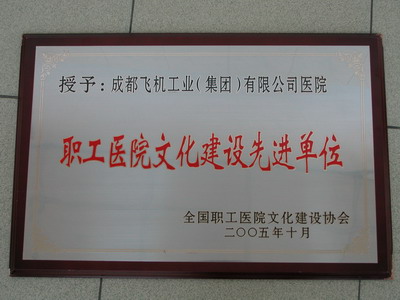 授予：成都飞机工业（集团）有限公司医院
职工医院文化建设先进单位
全国职工医院文化建设协会
二〇〇五年十月